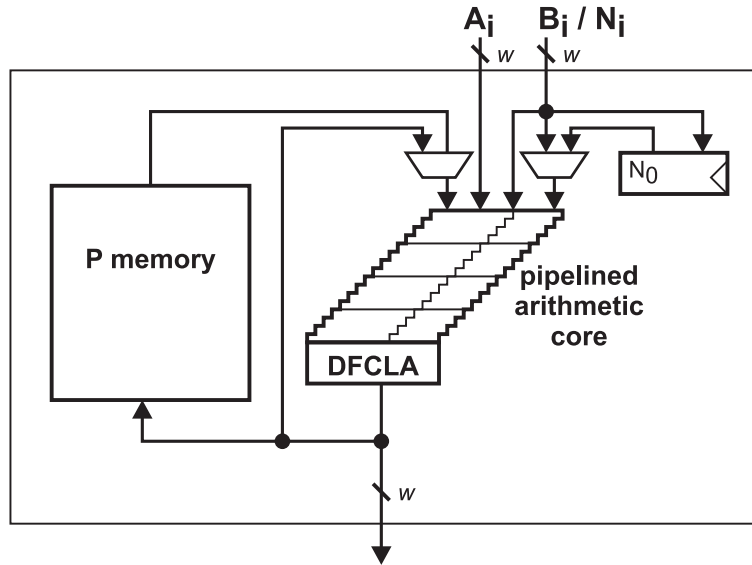 Ai
Bi / Ni
w
w
N0
P memory
pipelined
arithmetic
core
DFCLA
w